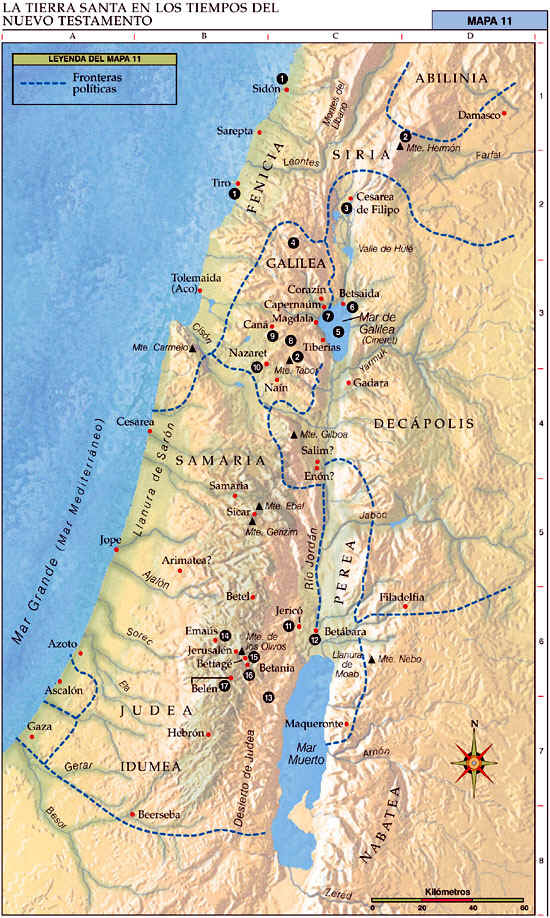 LA TIERRA SANTA EN LOS TIEMPOS DEL
NUEVO TESTAMENTO
MAPA 11
A B C D
LEYENDA DEL MAPA 11
Fronteras
políticas
1
2
3
4
5
6
7
8
ABILINIA
1
Sidón
Montes del
Líbano
Damasco
2
Mte. Hermón
Sarepta
SIRIA
Leontes
Farfar
FENICIA
Tiro
1
Cesarea
de Filipo
3
4
Valle de Hule
GALILEA
Tolemaida
(Aco)
Corazín
Betsaida
6
Capernaúm
7
Magdala
Mar de
Galilea
(Cineret)
5
Cisón
Caná
9
8
Tiberias
Mte. Carmelo
2
Nazaret
10
Mte. Tabor
Yarmuk
Naín
Gadara
Cesarea
DECÁPOLIS
Mte. Gilboa
Salim?
Enón?
SAMARIA
Llanura de Sarón
Mar Grande (Mar Mediterráneo)
Samaria
Mte. Ebal
Sicar
Mte. Gerizim
Jaboc
Río Jordán
Jope
Arimatea?
Ajalón
PEREA
Betel
Filadelfia
Jericó
11
Betábara
12
Sorec
Emaús
14
Mte. de
los Olivos
Jerusalén
15
Betfagé
Betania
16
Llanura
de
Moab
Mte. Nebo
Azoto
Belén
17
13
Ascalón
Ela
JUDEA
Maqueronte
Gaza
Hebrón
Mar
Muerto
Arnón
N
Gerar
IDUMEA
Desierto de Judea
Besor
Beerseba
NABATEA
Zered
Kilómetros
0 20 40 60